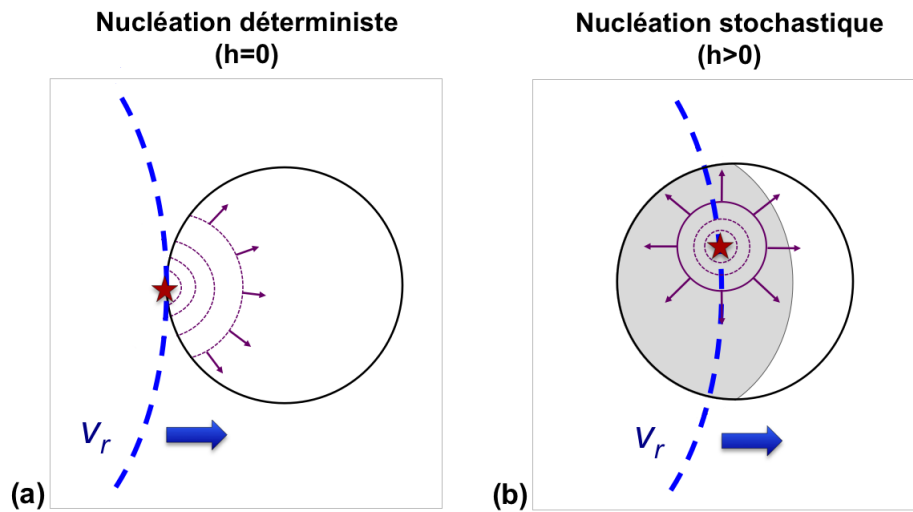 Nucléation déterministe
(h=0)
Nucléation stochastique
(h>0)
v_r
v_r
(a)
(b)